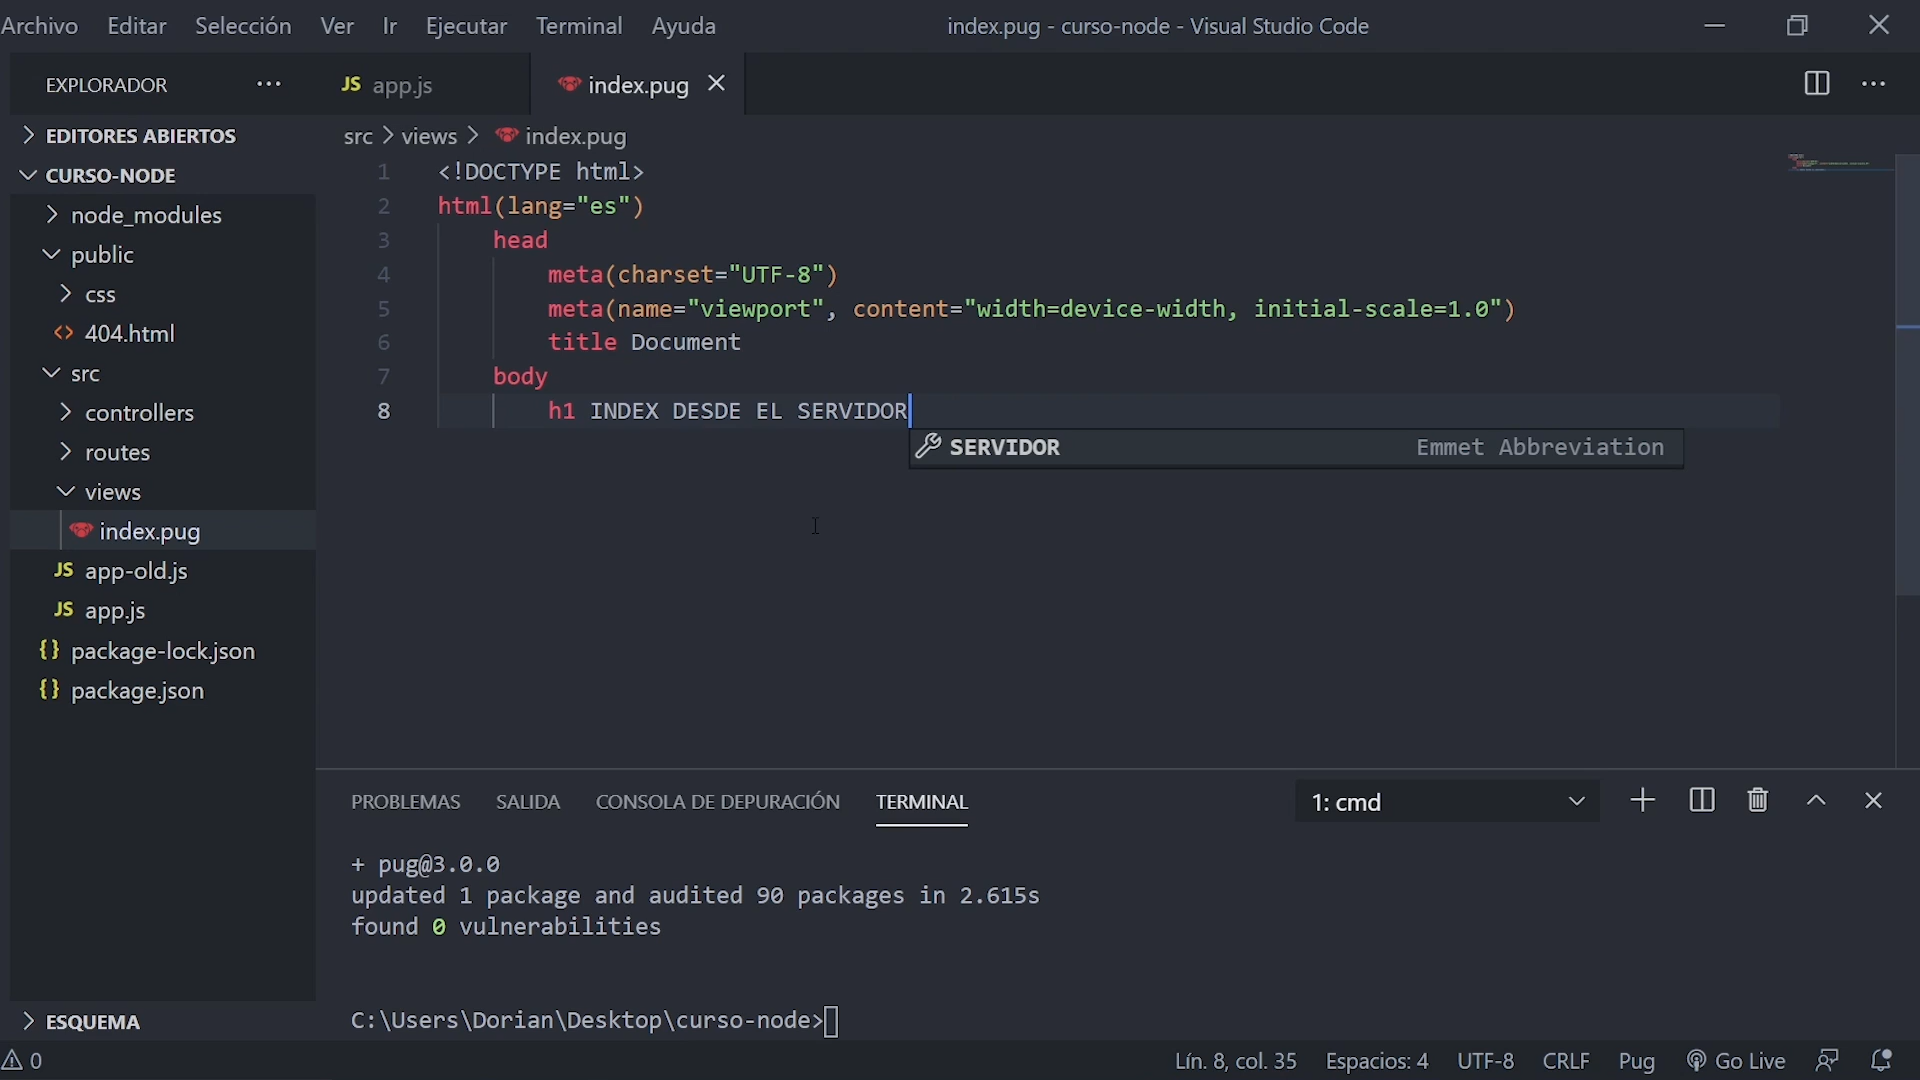 Archivo Editar Selección Ver Ir Ejecutar Terminal Ayuda index.pug - curso-node - Visual Studio Code
EXPLORADOR ··· JS app.js index.pug
EDITORES ABIERTOS
src > views > index.pug
CURSO-NODE
node_modules
public
css
<> 404.html
src
controllers
routes
views
index.pug
JS app-old.js
JS app.js
{} package-lock.json
{} package.json
ESQUEMA
1 <!DOCTYPE html>
2 html(lang="es")
3 head
4 meta(charset="UTF-8")
5 meta(name="viewport", content="width=device-width, initial-scale=1.0")
6 title Document
7 body
8 h1 INDEX DESDE EL SERVIDOR
SERVIDOR Emmet Abbreviation
PROBLEMAS SALIDA CONSOLA DE DEPURACIÓN TERMINAL 1: cmd
+ pug@3.0.0
updated 1 package and audited 90 packages in 2.615s
found 0 vulnerabilities
C:\Users\Dorian\Desktop\curso-node>
0 Lín. 8, col. 35 Espacios: 4 UTF-8 CRLF Pug Go Live